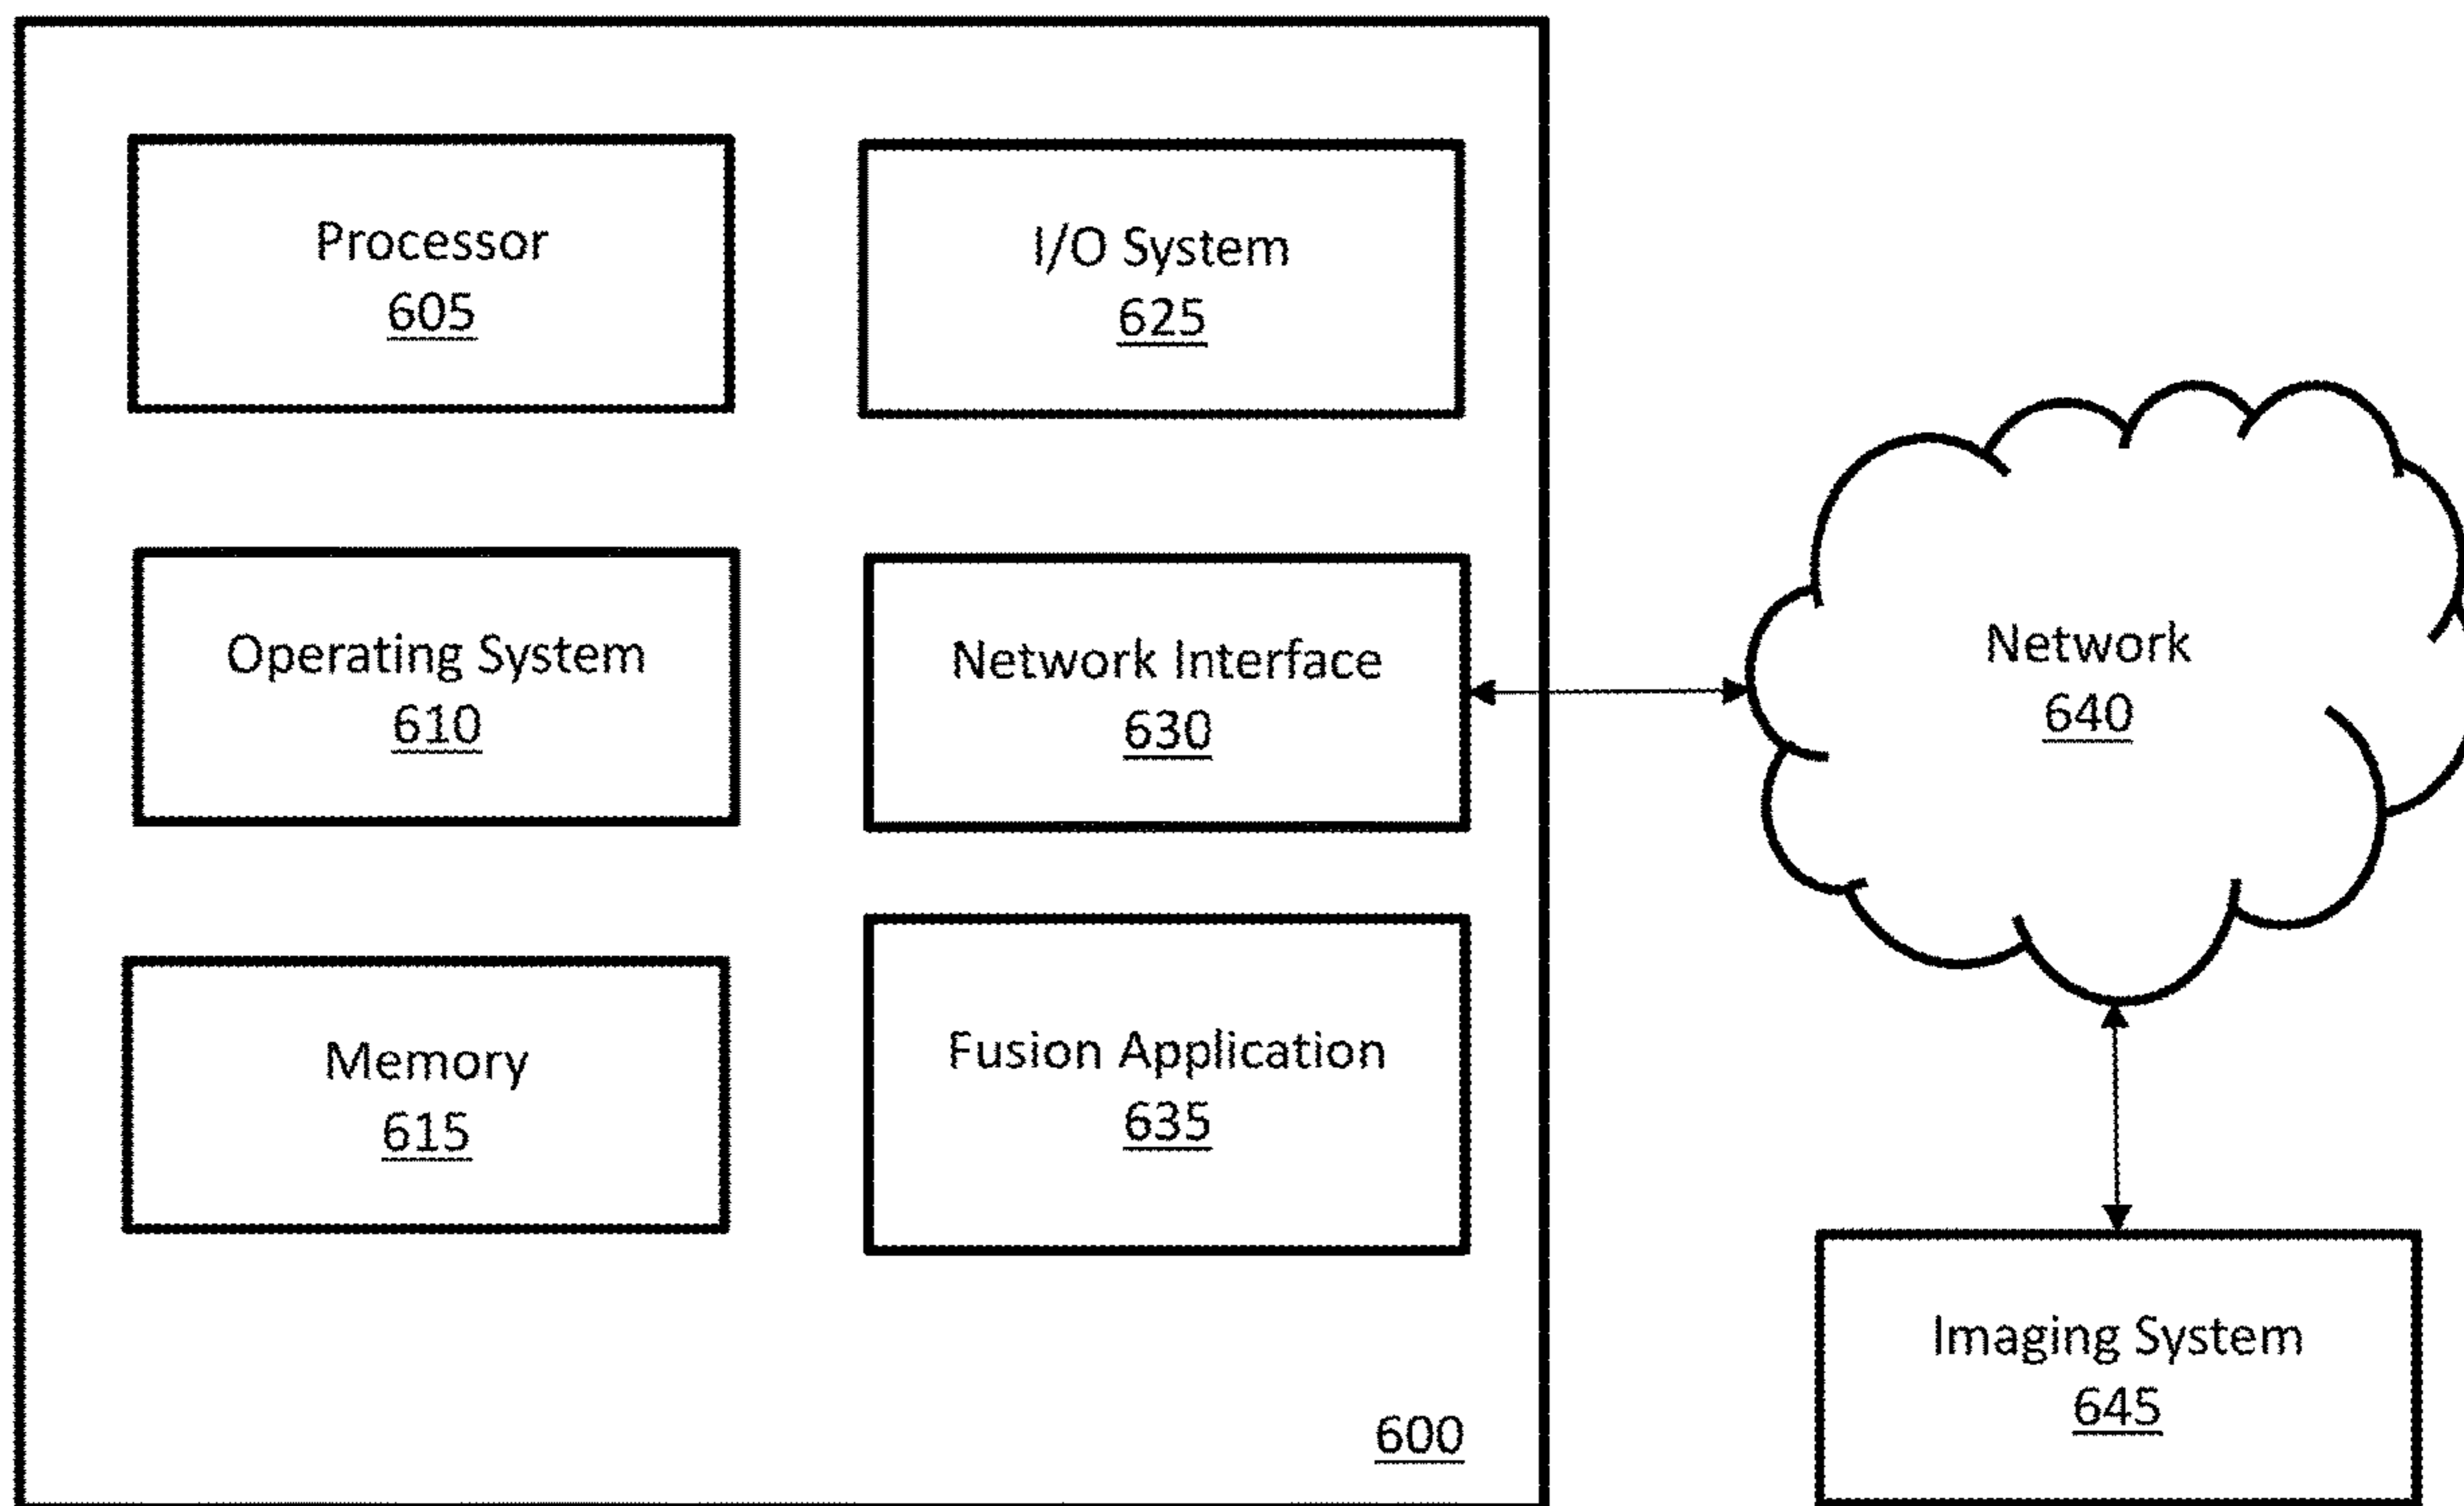 Processor
605
I/O System
625
Operating System
610
Network Interface
630
Network
640
Memory
615
Fusion Application
635
Imaging System
645
600